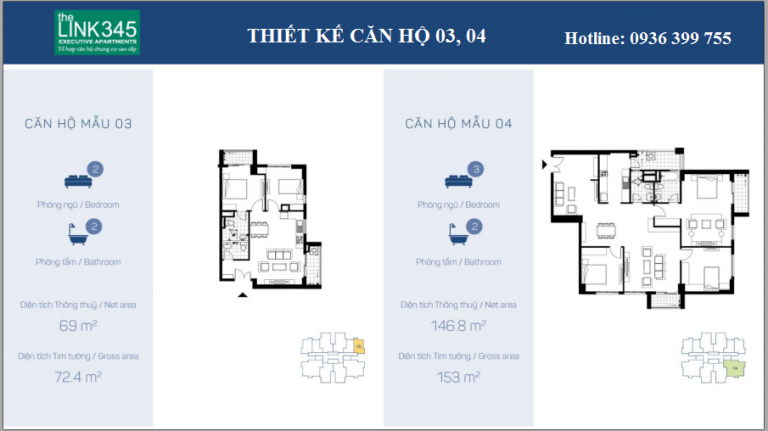 the
LINK345
EXECUTIVE APARTMENTS
Tổ hợp căn hộ chung cư cao cấp
THIẾT KẾ CĂN HỘ 03, 04
Hotline: 0936 399 755
CĂN HỘ MẪU 03
2
Phòng ngủ / Bedroom
2
Phòng tắm / Bathroom
Diện tích Thông thuỷ / Net area
69 m²
Diện tích Tim tường / Gross area
72.4 m²
CĂN HỘ MẪU 04
3
Phòng ngủ / Bedroom
2
Phòng tắm / Bathroom
Diện tích Thông thuỷ / Net area
146.8 m²
Diện tích Tim tường / Gross area
153 m²
04